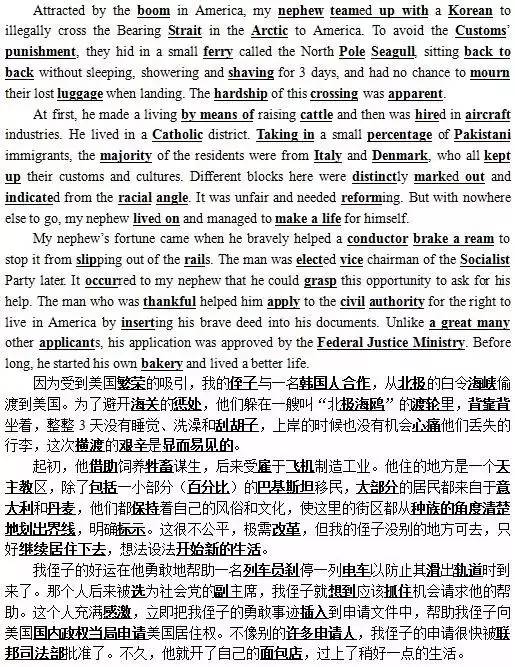 Attracted by the boom in America, my nephew teamed up with a Korean to
illegally cross the Bearing Strait in the Arctic to America. To avoid the Customs'
punishment, they hid in a small ferry called the North Pole Seagull, sitting back to
back without sleeping, showering and shaving for 3 days, and had no chance to mourn
their lost luggage when landing. The hardship of this crossing was apparent.
At first, he made a living by means of raising cattle and then was hired in aircraft
industries. He lived in a Catholic district. Taking in a small percentage of Pakistani
immigrants, the majority of the residents were from Italy and Denmark, who all kept
up their customs and cultures. Different blocks here were distinctly marked out and
indicated from the racial angle. It was unfair and needed reforming. But with nowhere
else to go, my nephew lived on and managed to make a life for himself.
My nephew's fortune came when he bravely helped a conductor brake a ream to
stop it from slipping out of the rails. The man was elected vice chairman of the Socialist
Party later. It occurred to my nephew that he could grasp this opportunity to ask for his
help. The man who was thankful helped him apply to the civil authority for the right to
live in America by inserting his brave deed into his documents. Unlike a great many
other applicants, his application was approved by the Federal Justice Ministry. Before
long, he started his own bakery and lived a better life.
因为受到美国繁荣的吸引，我的侄子与一名韩国人合作，从北极的白令海峡偷
渡到美国。为了避开海关的惩处，他们躲在一艘叫“北极海鸥”的渡轮里，背靠背
坐着，整整 3 天没有睡觉、洗澡和刮胡子，上岸的时候也没有机会心痛他们丢失的
行李，这次横渡的艰辛是显而易见的。
起初，他借助饲养牲畜谋生，后来受雇于飞机制造工业。他住的地方是一个天
主教区，除了包括一小部分（百分比）的巴基斯坦移民，大部分的居民都来自于意
大利和丹麦，他们都保持着自己的风俗和文化，使这里的街区都从种族的角度清楚
地划出界线，明确标示。这很不公平，极需改革，但我的侄子没别的地方可去，只
好继续居住下去，想法设法开始新的生活。
我侄子的好运在他勇敢地帮助一名列车员刹停一列电车以防止其滑出轨道时到
来了。那个人后来被选为社会党的副主席，我侄子就想到应该抓住机会请求他的帮
助。这个人充满感激，立即把我侄子的勇敢事迹插入到申请文件中，帮助我侄子向
美国国内政权当局申请美国居住权。不像别的许多申请人，我侄子的申请很快被联
邦司法部批准了。不久，他就开了自己的面包店，过上了稍好一点的生活。